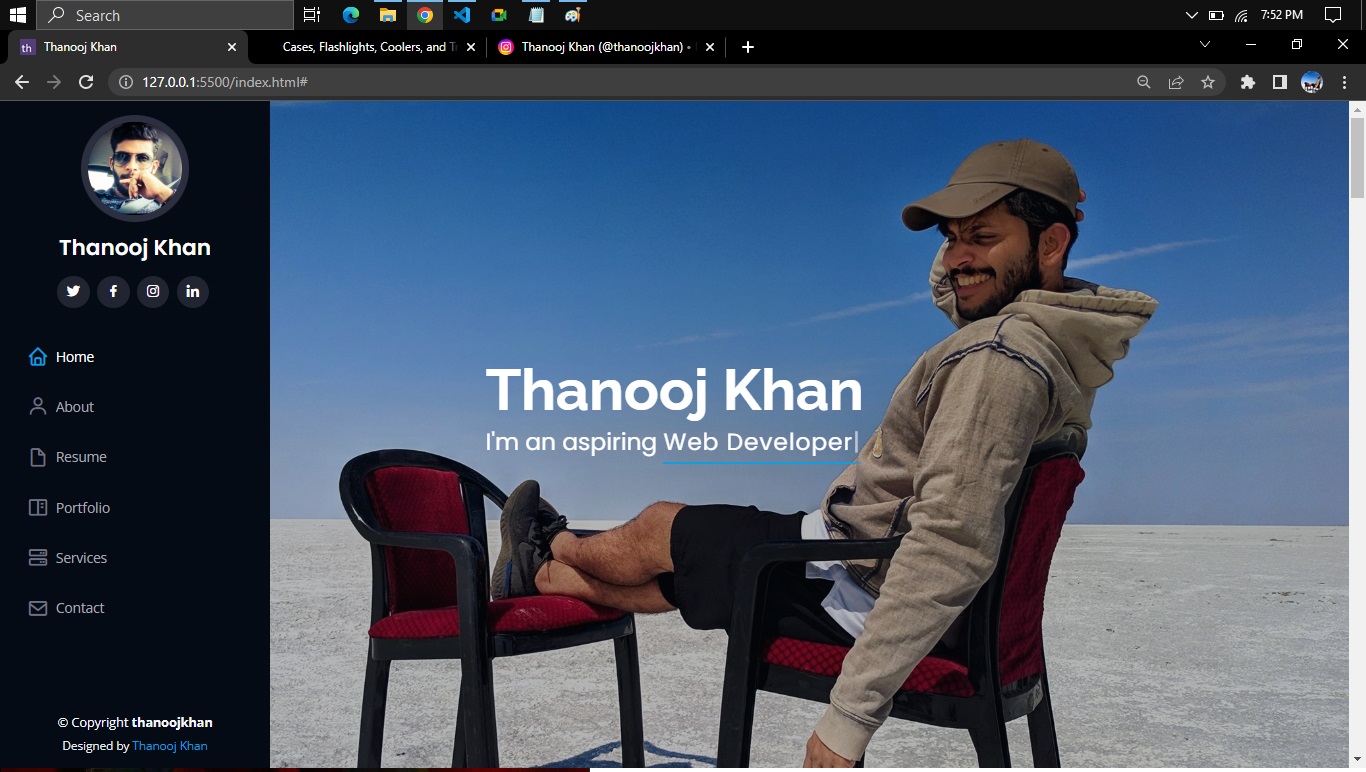 Search
7:52 PM
th Thanooj Khan
Cases, Flashlights, Coolers, and Tr
Thanooj Khan (@thanoojkhan) •
127.0.0.1:5500/index.html#
Thanooj Khan
Home
About
Resume
Portfolio
Services
Contact
© Copyright thanoojkhan
Designed by Thanooj Khan
Thanooj Khan
I'm an aspiring Web Developer|